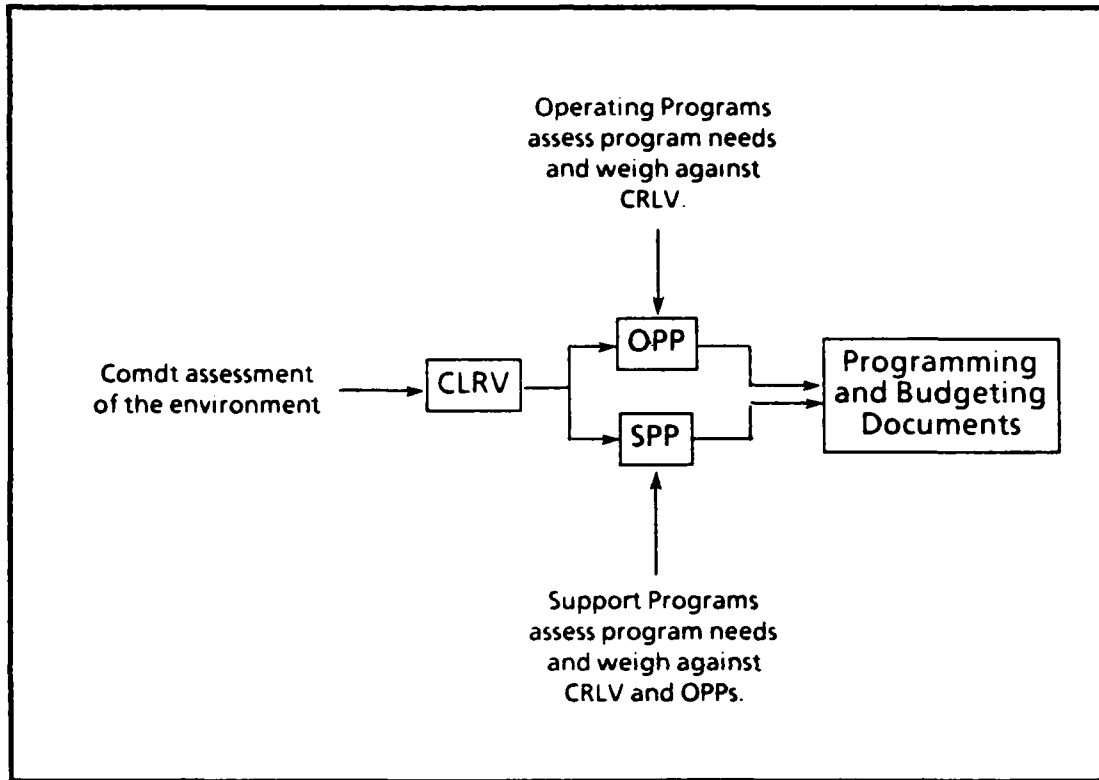 Operating Programs
assess program needs
and weigh against
CRLV.
OPP
Comdt assessment
of the environment
CLRV
Programming
and Budgeting
Documents
SPP
Support Programs
assess program needs
and weigh against
CRLV and OPPs.